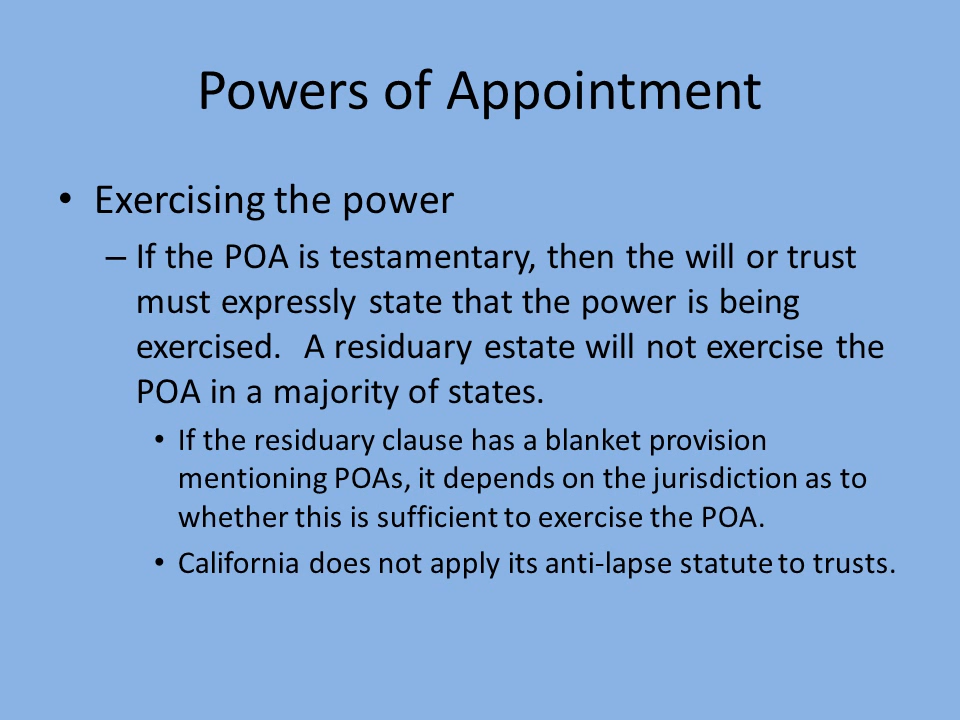 Powers of Appointment
• Exercising the power
– If the POA is testamentary, then the will or trust
must expressly state that the power is being
exercised.  A residuary estate will not exercise the
POA in a majority of states.
• If the residuary clause has a blanket provision
mentioning POAs, it depends on the jurisdiction as to
whether this is sufficient to exercise the POA.
• California does not apply its anti-lapse statute to trusts.